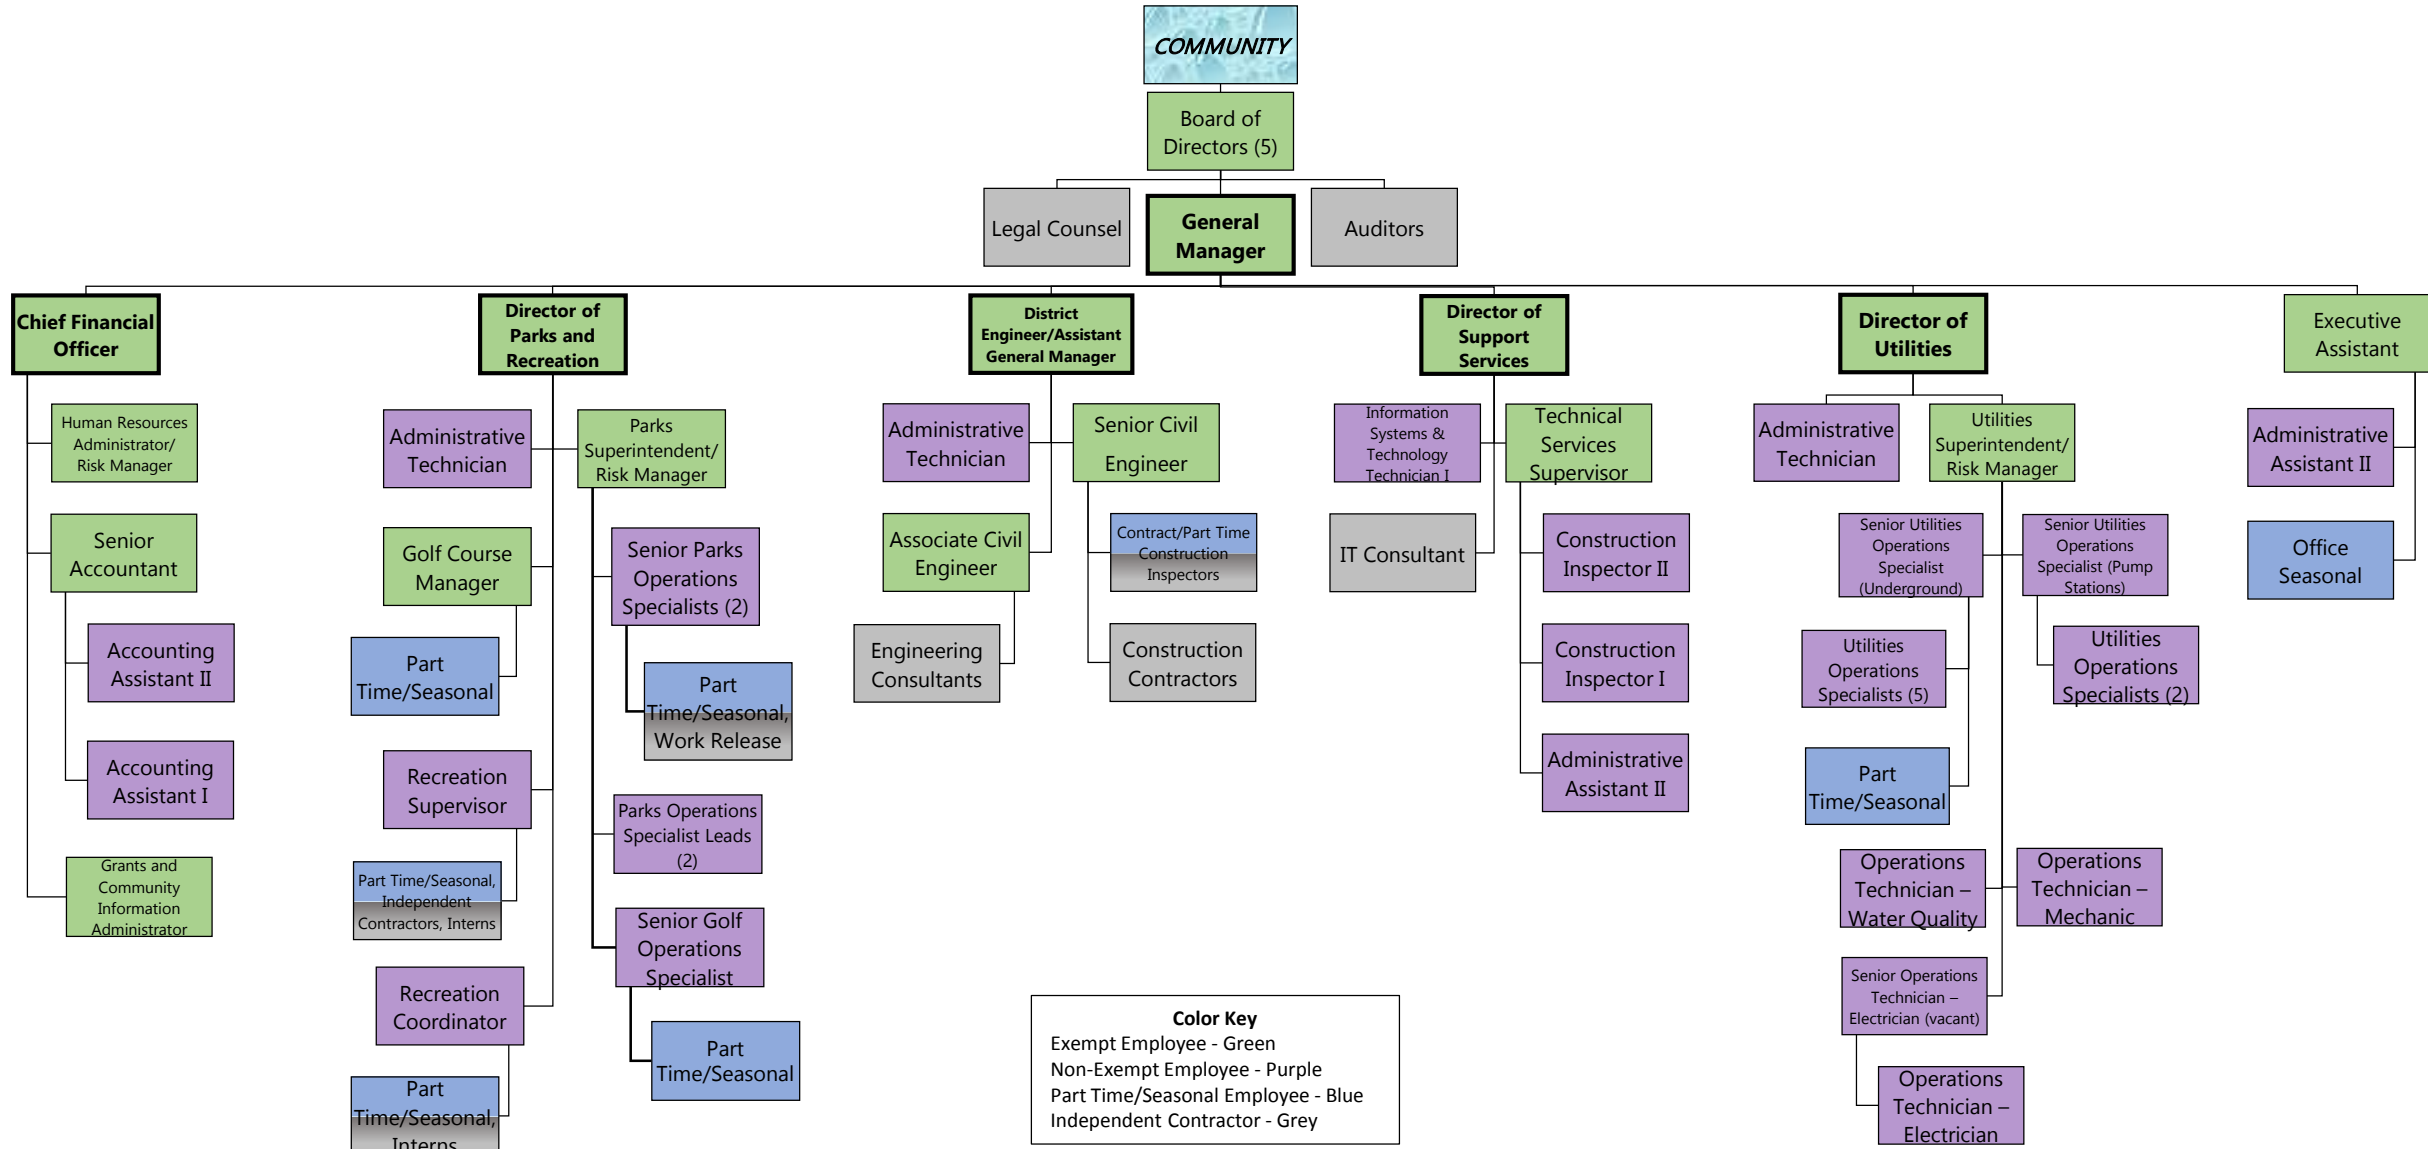 COMMUNITY
Board of
Directors (5)
Legal Counsel
General
Manager
Auditors
Chief Financial
Officer
Director of
Parks and
Recreation
District
Engineer/Assistant
General Manager
Director of
Support
Services
Director of
Utilities
Executive
Assistant
Human Resources
Administrator/
Risk Manager
Senior
Accountant
Accounting
Assistant II
Accounting
Assistant I
Grants and
Community
Information
Administrator
Administrative
Technician
Parks
Superintendent/
Risk Manager
Golf Course
Manager
Part
Time/Seasonal
Recreation
Supervisor
Part Time/Seasonal,
Independent
Contractors, Interns
Recreation
Coordinator
Part
Time/Seasonal,
Interns
Senior Parks
Operations
Specialists (2)
Part
Time/Seasonal,
Work Release
Parks Operations
Specialist Leads
(2)
Senior Golf
Operations
Specialist
Part
Time/Seasonal
Administrative
Technician
Senior Civil
Engineer
Associate Civil
Engineer
Engineering
Consultants
Contract/Part Time
Construction
Inspectors
Construction
Contractors
Information
Systems &
Technology
Technician I
Technical
Services
Supervisor
IT Consultant
Construction
Inspector II
Construction
Inspector I
Administrative
Assistant II
Administrative
Technician
Utilities
Superintendent/
Risk Manager
Senior Utilities
Operations
Specialist
(Underground)
Senior Utilities
Operations
Specialist (Pump
Stations)
Utilities
Operations
Specialists (5)
Utilities
Operations
Specialists (2)
Part
Time/Seasonal
Operations
Technician –
Water Quality
Operations
Technician –
Mechanic
Senior Operations
Technician –
Electrician (vacant)
Operations
Technician –
Electrician
Administrative
Assistant II
Office
Seasonal
Color Key
Exempt Employee - Green
Non-Exempt Employee - Purple
Part Time/Seasonal Employee - Blue
Independent Contractor - Grey